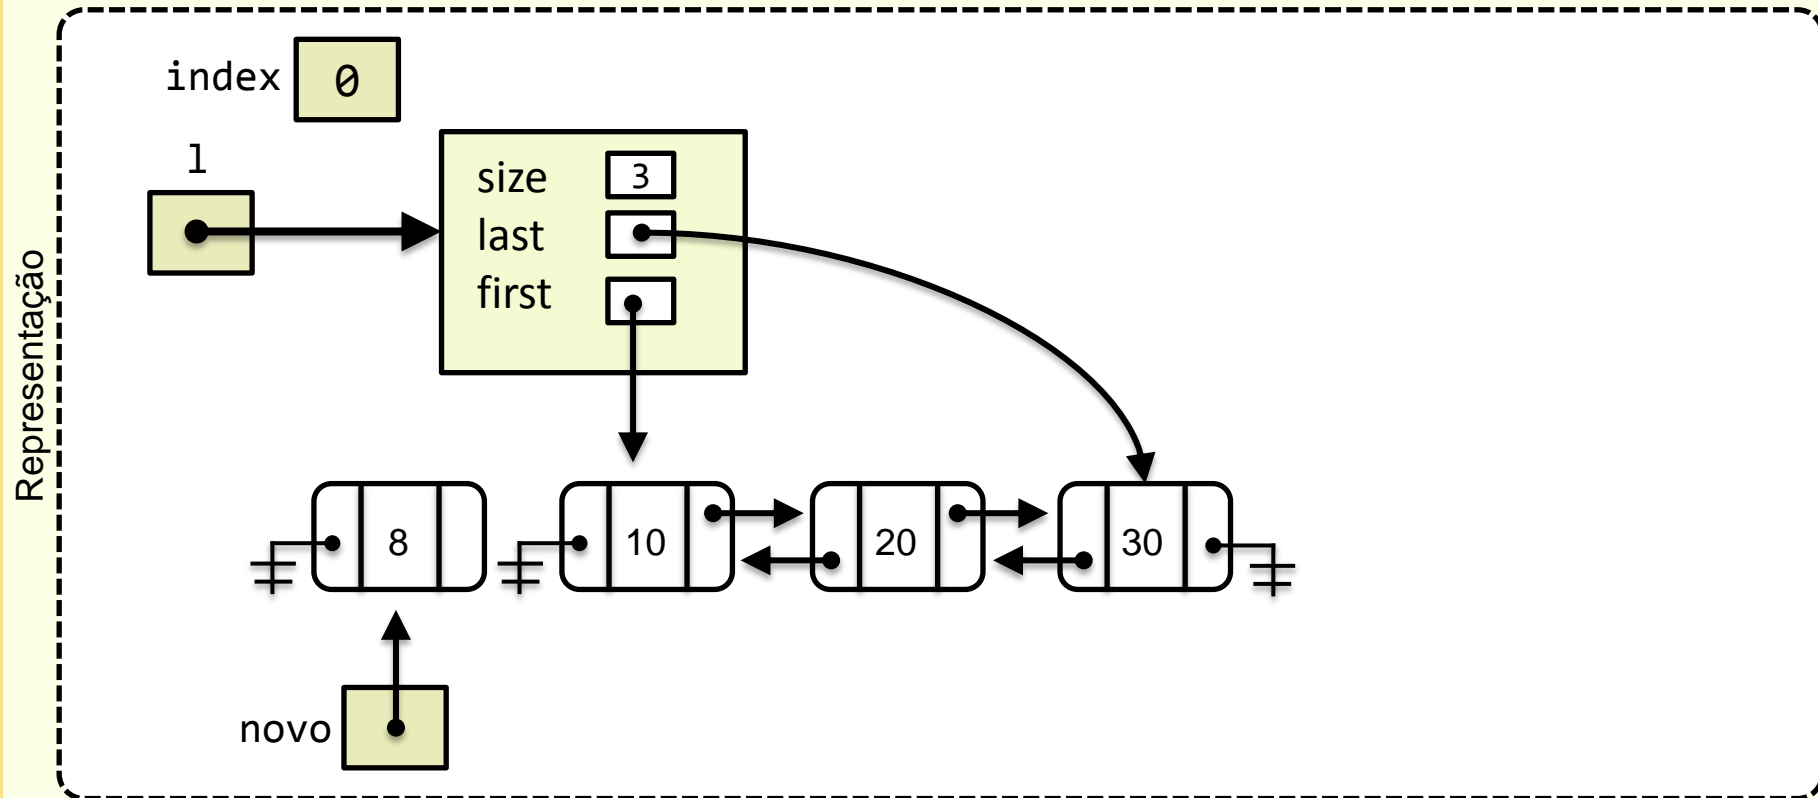 Representação
index 0
l
size 3
last
first
8 10 20 30
novo